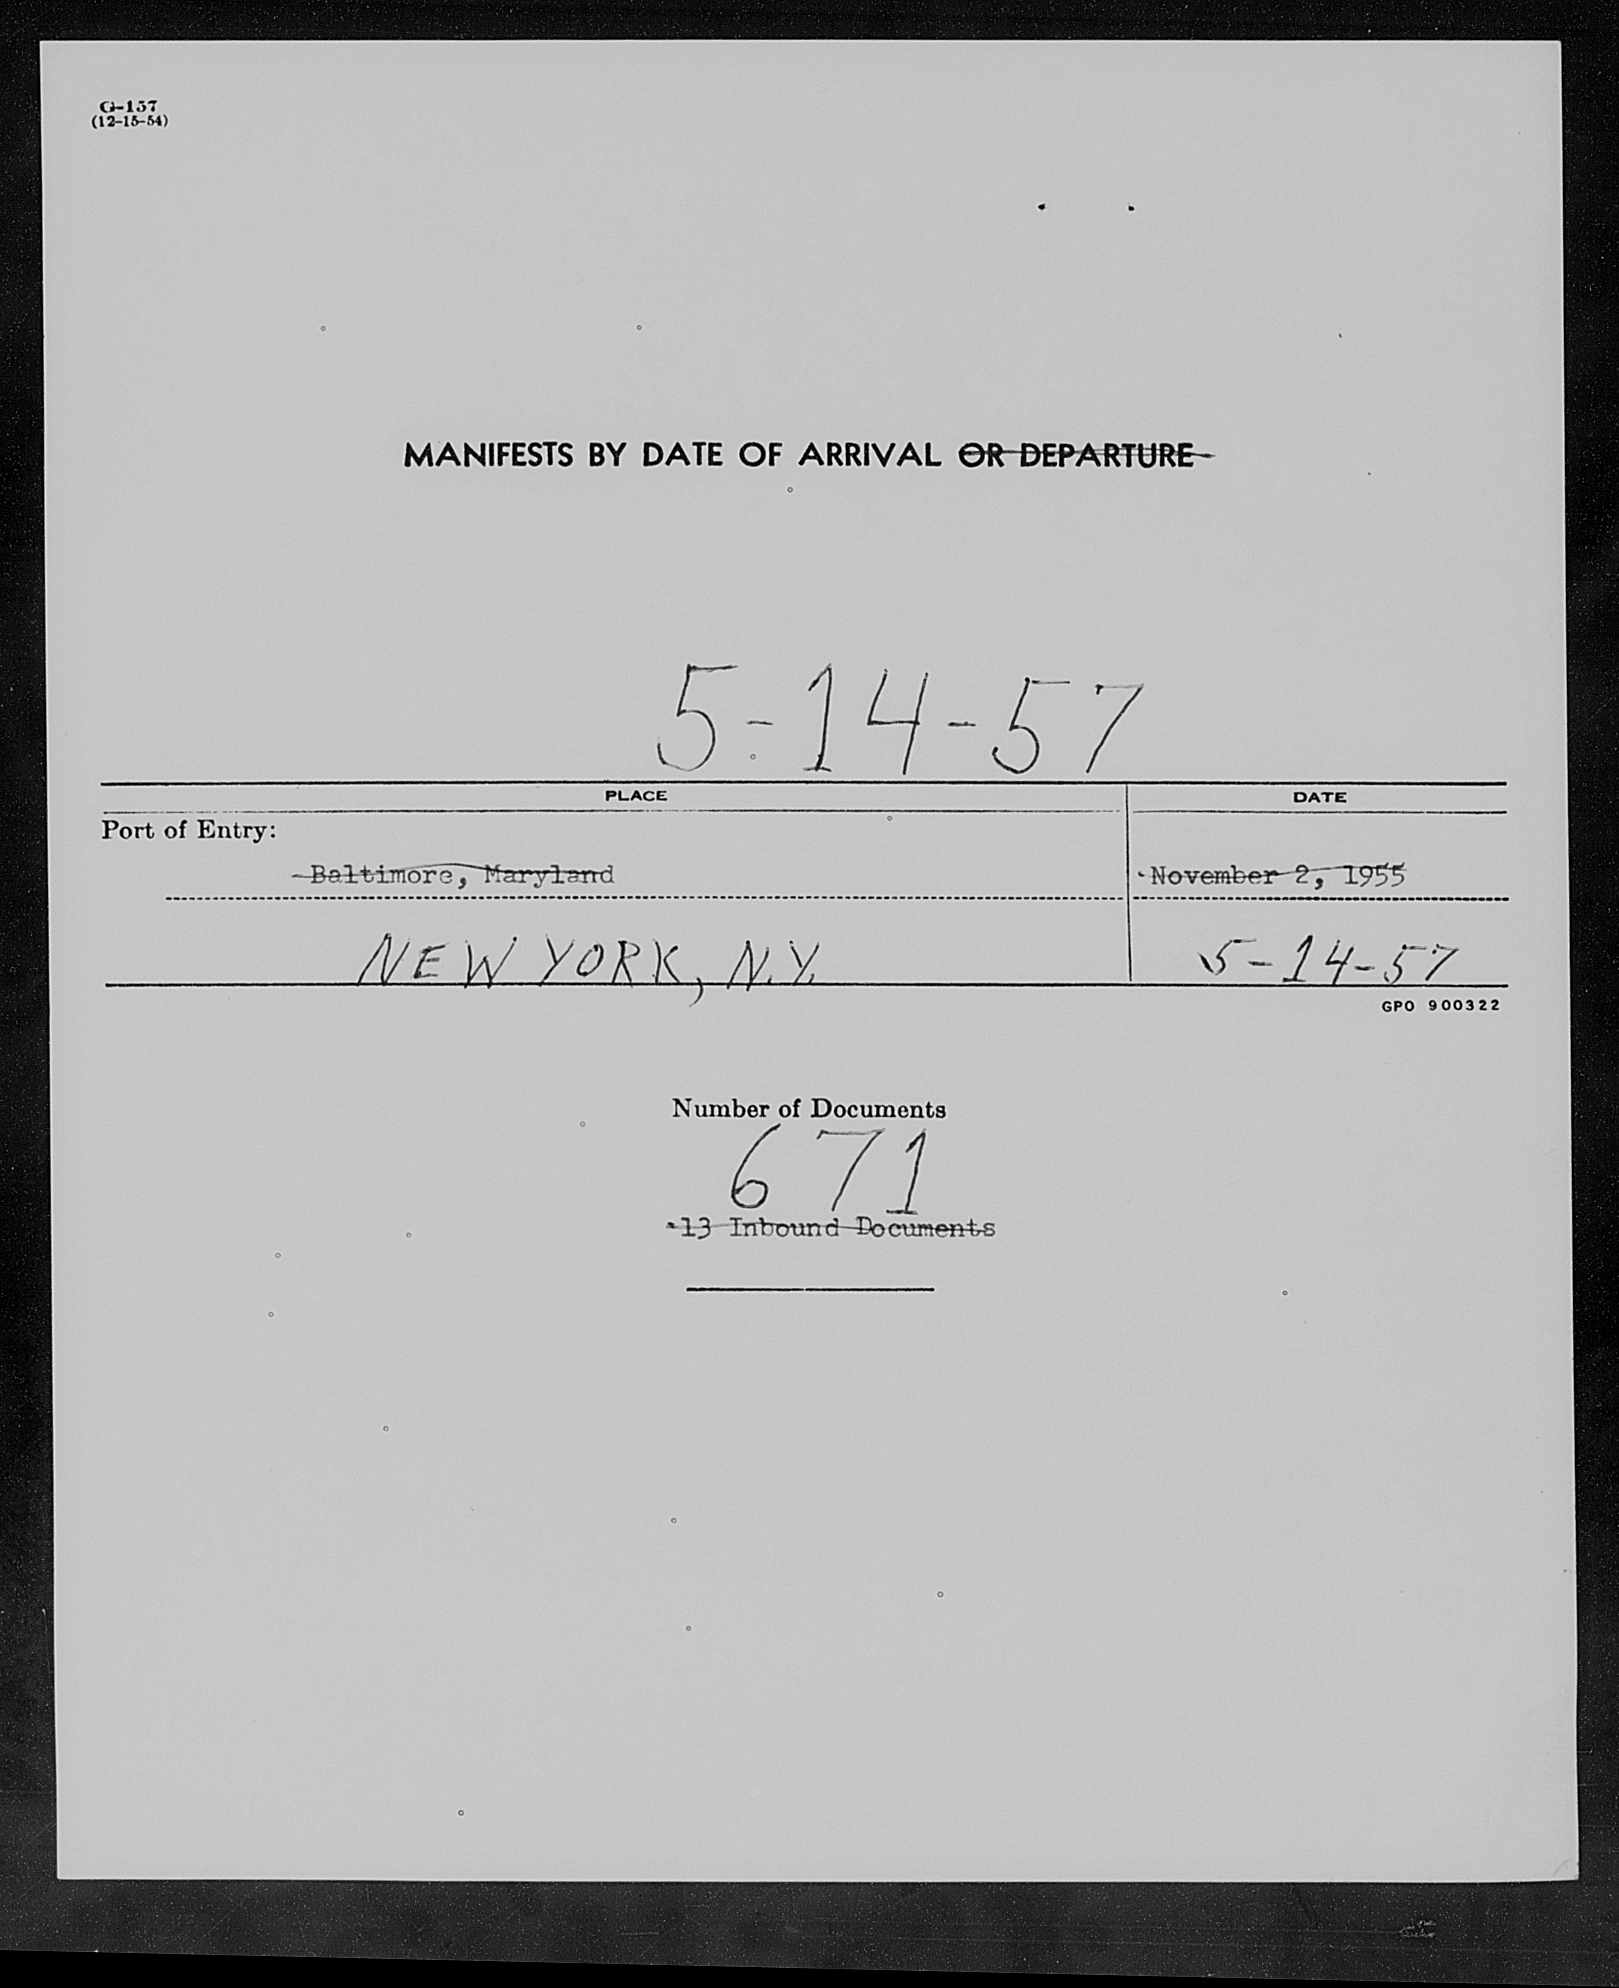 G-157
(12-15-54)
MANIFESTS BY DATE OF ARRIVAL OR DEPARTURE
5-14-57
PLACE DATE
Port of Entry:
Baltimore, Maryland November 2, 1955
NEW YORK, N.Y. 5-14-57
GPO 900322
Number of Documents
671
13 Inbound Documents